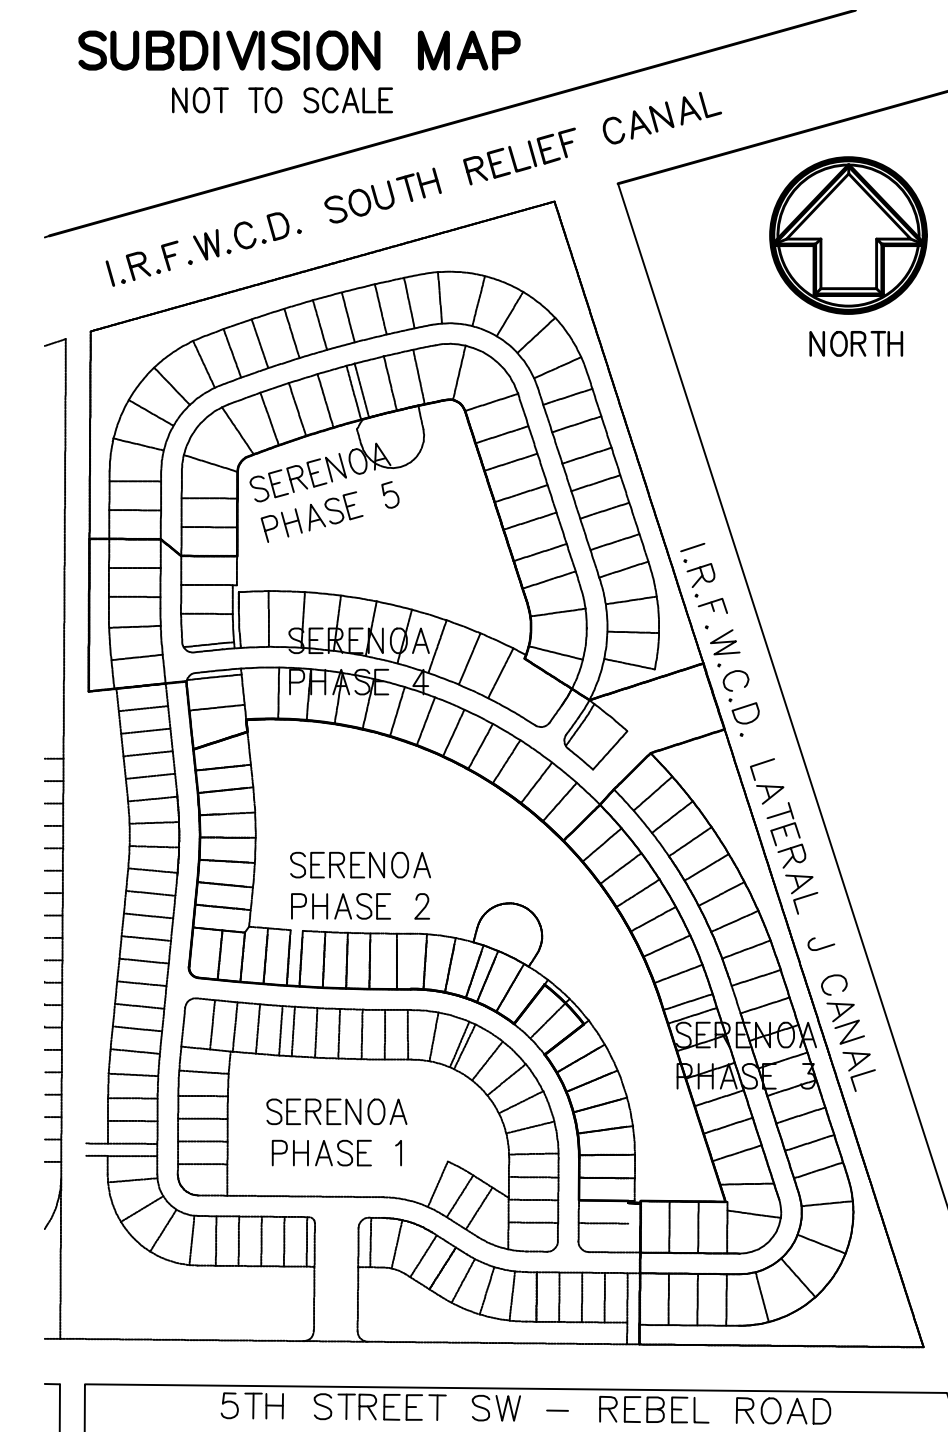 SUBDIVISION MAP
NOT TO SCALE
I.R.F.W.C.D. SOUTH RELIEF CANAL
NORTH
SERENOA
PHASE 5
I.R.F.W.C.D. LATERAL J CANAL
SERENOA
PHASE 4
SERENOA
PHASE 2
SERENOA
PHASE 3
SERENOA
PHASE 1
5TH STREET SW – REBEL ROAD